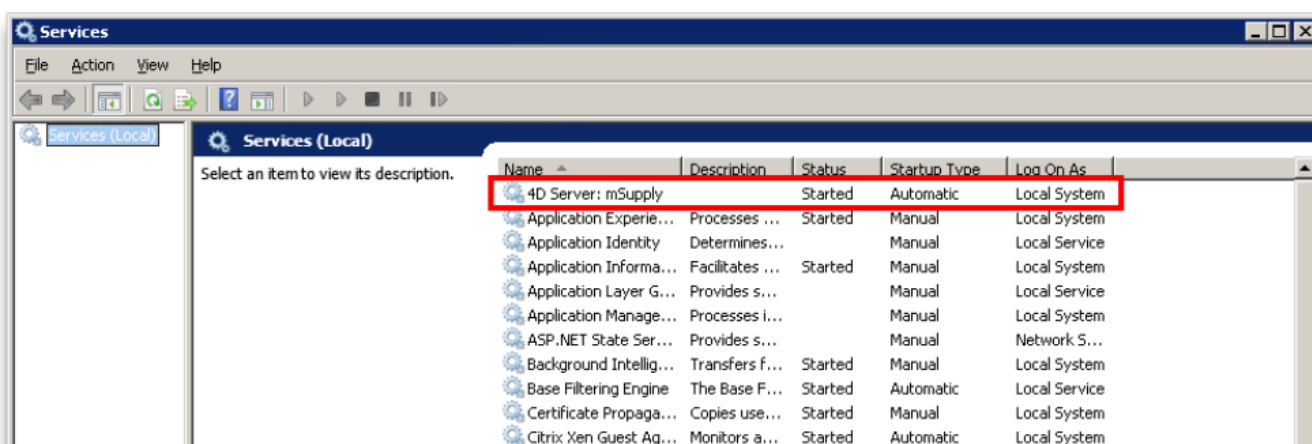 Services
File Action View Help
Services (Local)
Services (Local)
Select an item to view its description.
Name Description Status Startup Type Log On As
4D Server: mSupply Started Automatic Local System
Application Experie... Processes ... Started Manual Local System
Application Identity Determines... Manual Local Service
Application Informa... Facilitates ... Started Manual Local System
Application Layer G... Provides s... Manual Local Service
Application Manage... Processes i... Manual Local System
ASP.NET State Ser... Provides s... Manual Network S...
Background Intellig... Transfers f... Started Manual Local System
Base Filtering Engine The Base F... Started Automatic Local Service
Certificate Propaga... Copies use... Started Manual Local System
Citrix Xen Guest Ag... Monitors a... Started Automatic Local System